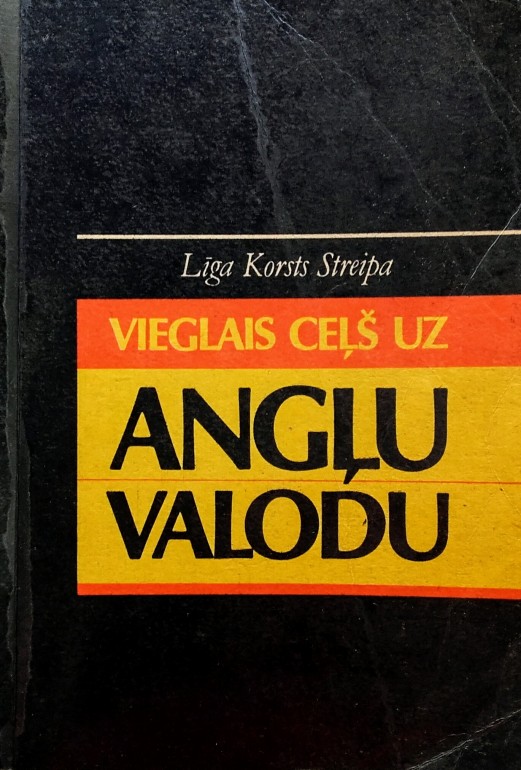 Līga Korsts Streipa
VIEGLAIS CEĻŠ UZ
ANGĻU
VALODU